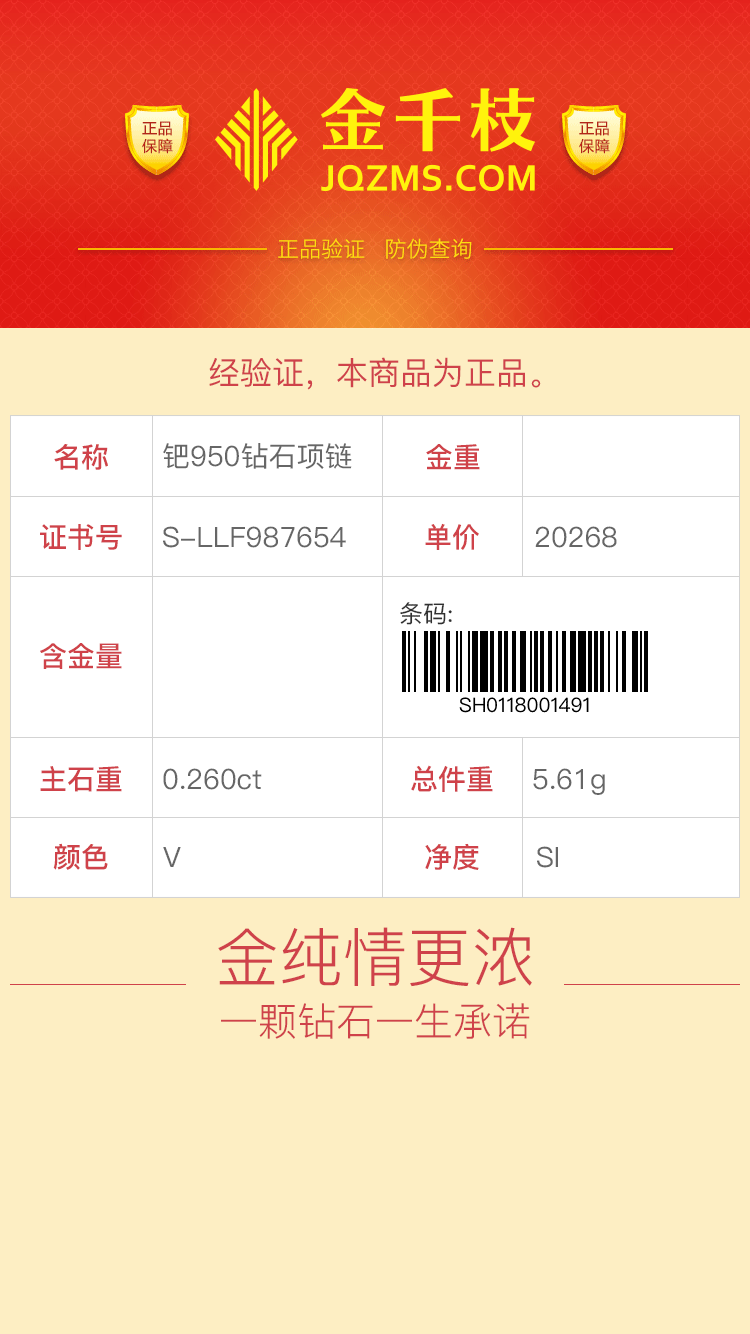 正品
保障
金千枝
JQZMS.COM
正品
保障
正品验证 防伪查询
经验证，本商品为正品。
名称 钯950钻石项链 金重
证书号 S-LLF987654 单价 20268
含金量
条码:
SH0118001491
主石重 0.260ct 总件重 5.61g
颜色 V 净度 SI
金纯情更浓
一颗钻石一生承诺